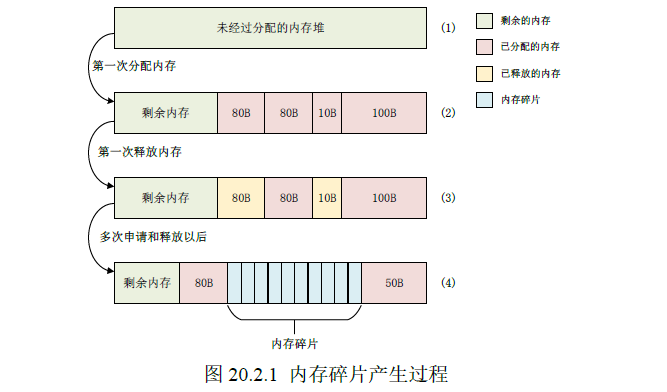 未经过分配的内存堆
(1)
剩余的内存
已分配的内存
已释放的内存
内存碎片
第一次分配内存
剩余内存 80B 80B 10B 100B (2)
第一次释放内存
剩余内存 80B 80B 10B 100B (3)
多次申请和释放以后
剩余内存 80B 50B (4)
内存碎片
图 20.2.1 内存碎片产生过程